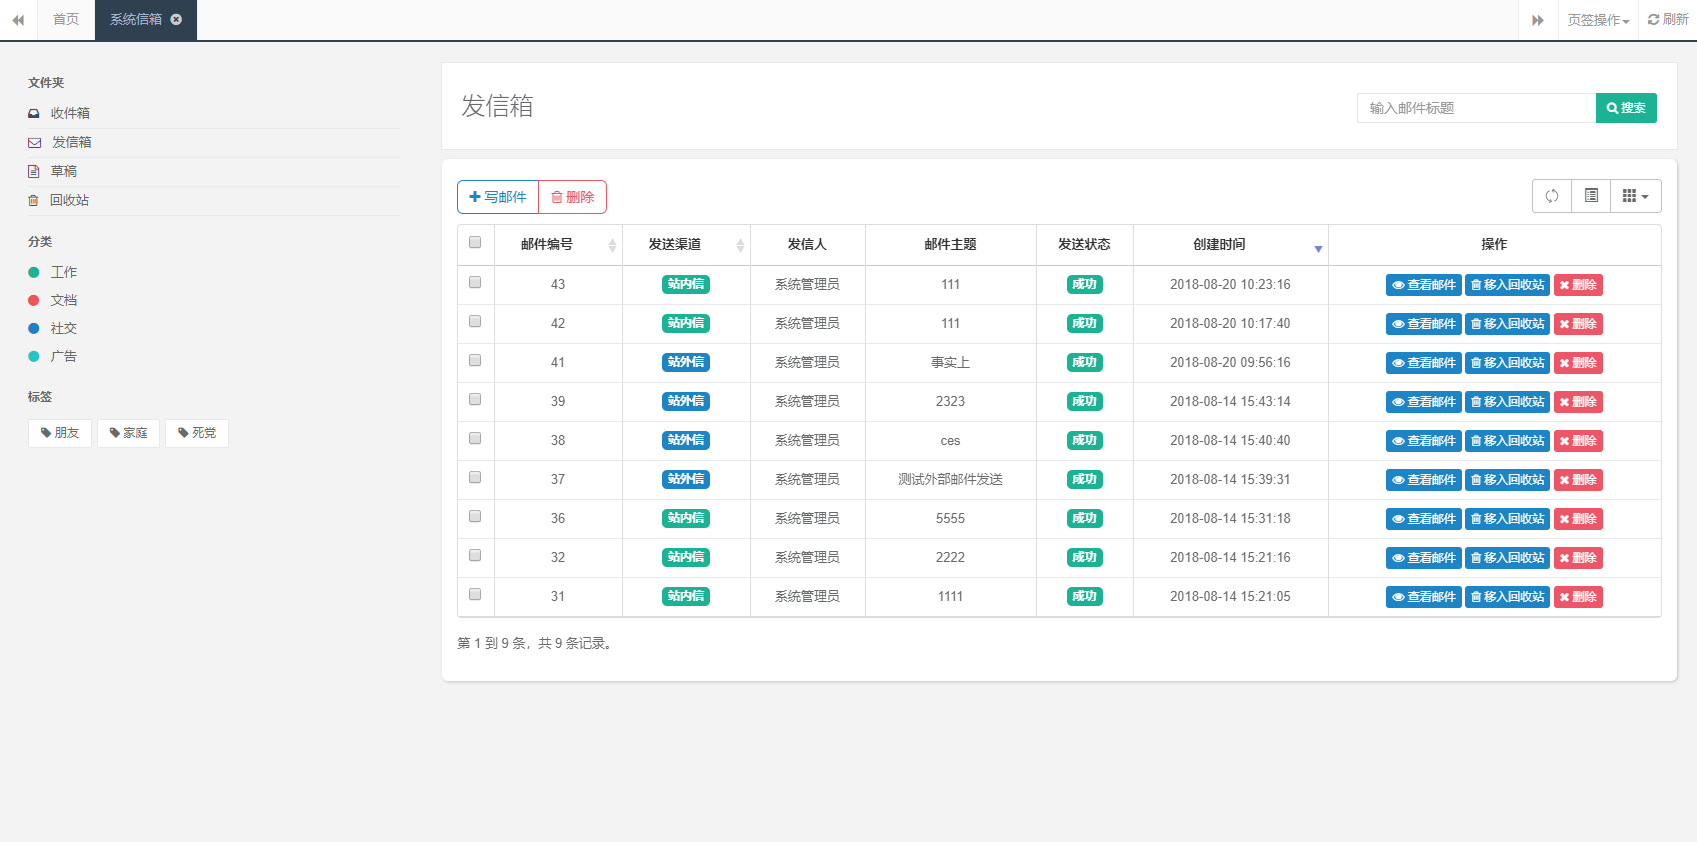 首页 系统信箱 页签操作 刷新
文件夹
收件箱
发信箱
草稿
回收站
分类
工作
文档
社交
广告
标签
朋友 家庭 死党
发信箱
输入邮件标题 搜索
写邮件 删除
邮件编号 发送渠道 发信人 邮件主题 发送状态 创建时间 操作
43 站内信 系统管理员 111 成功 2018-08-20 10:23:16 查看邮件 移入回收站 删除
42 站内信 系统管理员 111 成功 2018-08-20 10:17:40 查看邮件 移入回收站 删除
41 站外信 系统管理员 事实上 成功 2018-08-20 09:56:16 查看邮件 移入回收站 删除
39 站外信 系统管理员 2323 成功 2018-08-14 15:43:14 查看邮件 移入回收站 删除
38 站外信 系统管理员 ces 成功 2018-08-14 15:40:40 查看邮件 移入回收站 删除
37 站外信 系统管理员 测试外部邮件发送 成功 2018-08-14 15:39:31 查看邮件 移入回收站 删除
36 站内信 系统管理员 5555 成功 2018-08-14 15:31:18 查看邮件 移入回收站 删除
32 站内信 系统管理员 2222 成功 2018-08-14 15:21:16 查看邮件 移入回收站 删除
31 站内信 系统管理员 1111 成功 2018-08-14 15:21:05 查看邮件 移入回收站 删除
第 1 到 9 条，共 9 条记录。